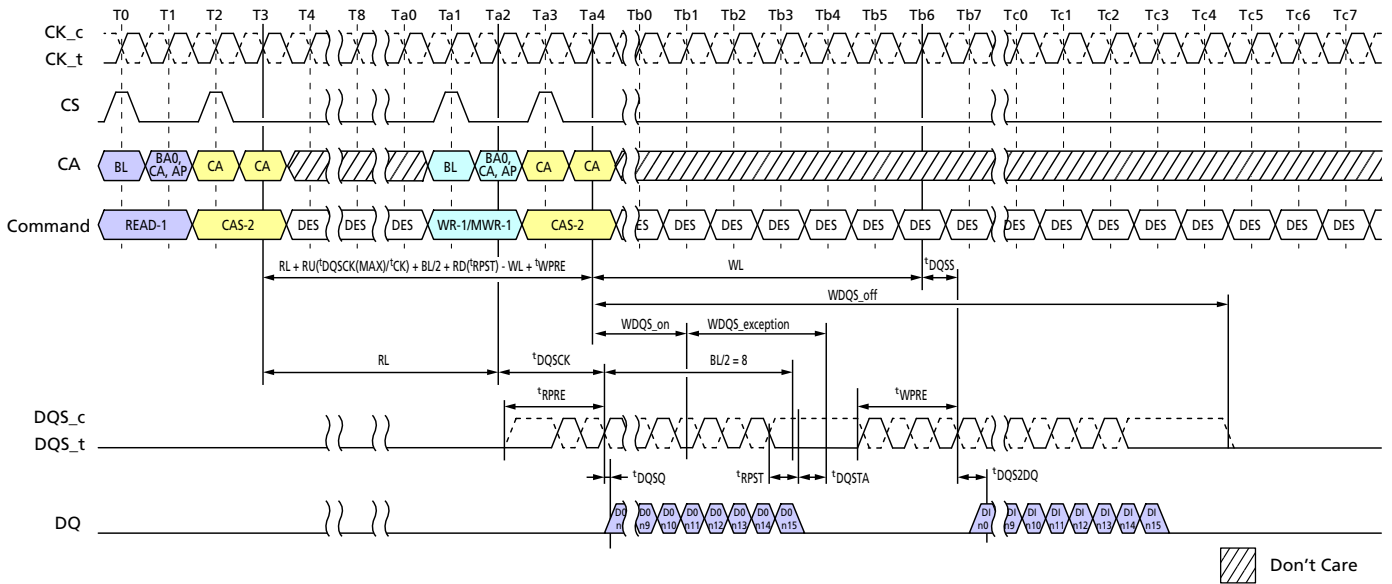 T0 T1 T2 T3 T4 T8 Ta0 Ta1 Ta2 Ta3 Ta4 Tb0 Tb1 Tb2 Tb3 Tb4 Tb5 Tb6 Tb7 Tc0 Tc1 Tc2 Tc3 Tc4 Tc5 Tc6 Tc7
CK_c
CK_t
CS
CA BL BA0, CA, AP CA CA BL BA0, CA, AP CA CA
Command READ-1 CAS-2 DES DES DES WR-1/MWR-1 CAS-2 ES DES DES DES DES DES DES DES DES DES DES DES DES DES DES DES
RL + RU(tDQSCK(MAX)/tCK) + BL/2 + RD(tRPST) - WL + tWPRE WL tDQSS
WDQS_off
WDQS_on WDQS_exception
RL tDQSCK BL/2 = 8
tRPRE tWPRE
DQS_c
DQS_t
tDQSQ tRPST tDQSTA tDQS2DQ
DQ D0 n D0 n9 D0 n10 D0 n11 D0 n12 D0 n13 D0 n14 D0 n15 DI n0 DI n9 DI n10 DI n11 DI n12 DI n13 DI n14 DI n15
Don't Care